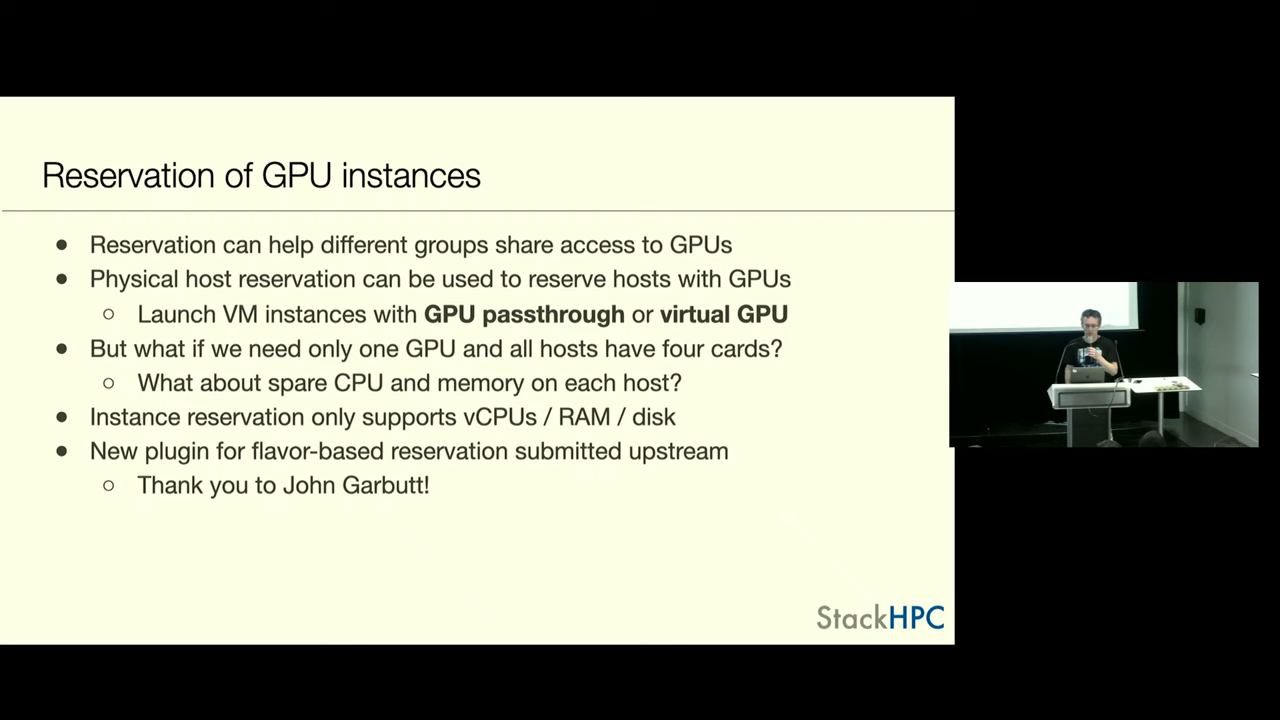 Reservation of GPU instances
● Reservation can help different groups share access to GPUs
● Physical host reservation can be used to reserve hosts with GPUs
○ Launch VM instances with GPU passthrough or virtual GPU
● But what if we need only one GPU and all hosts have four cards?
○ What about spare CPU and memory on each host?
● Instance reservation only supports vCPUs / RAM / disk
● New plugin for flavor-based reservation submitted upstream
○ Thank you to John Garbutt!
StackHPC